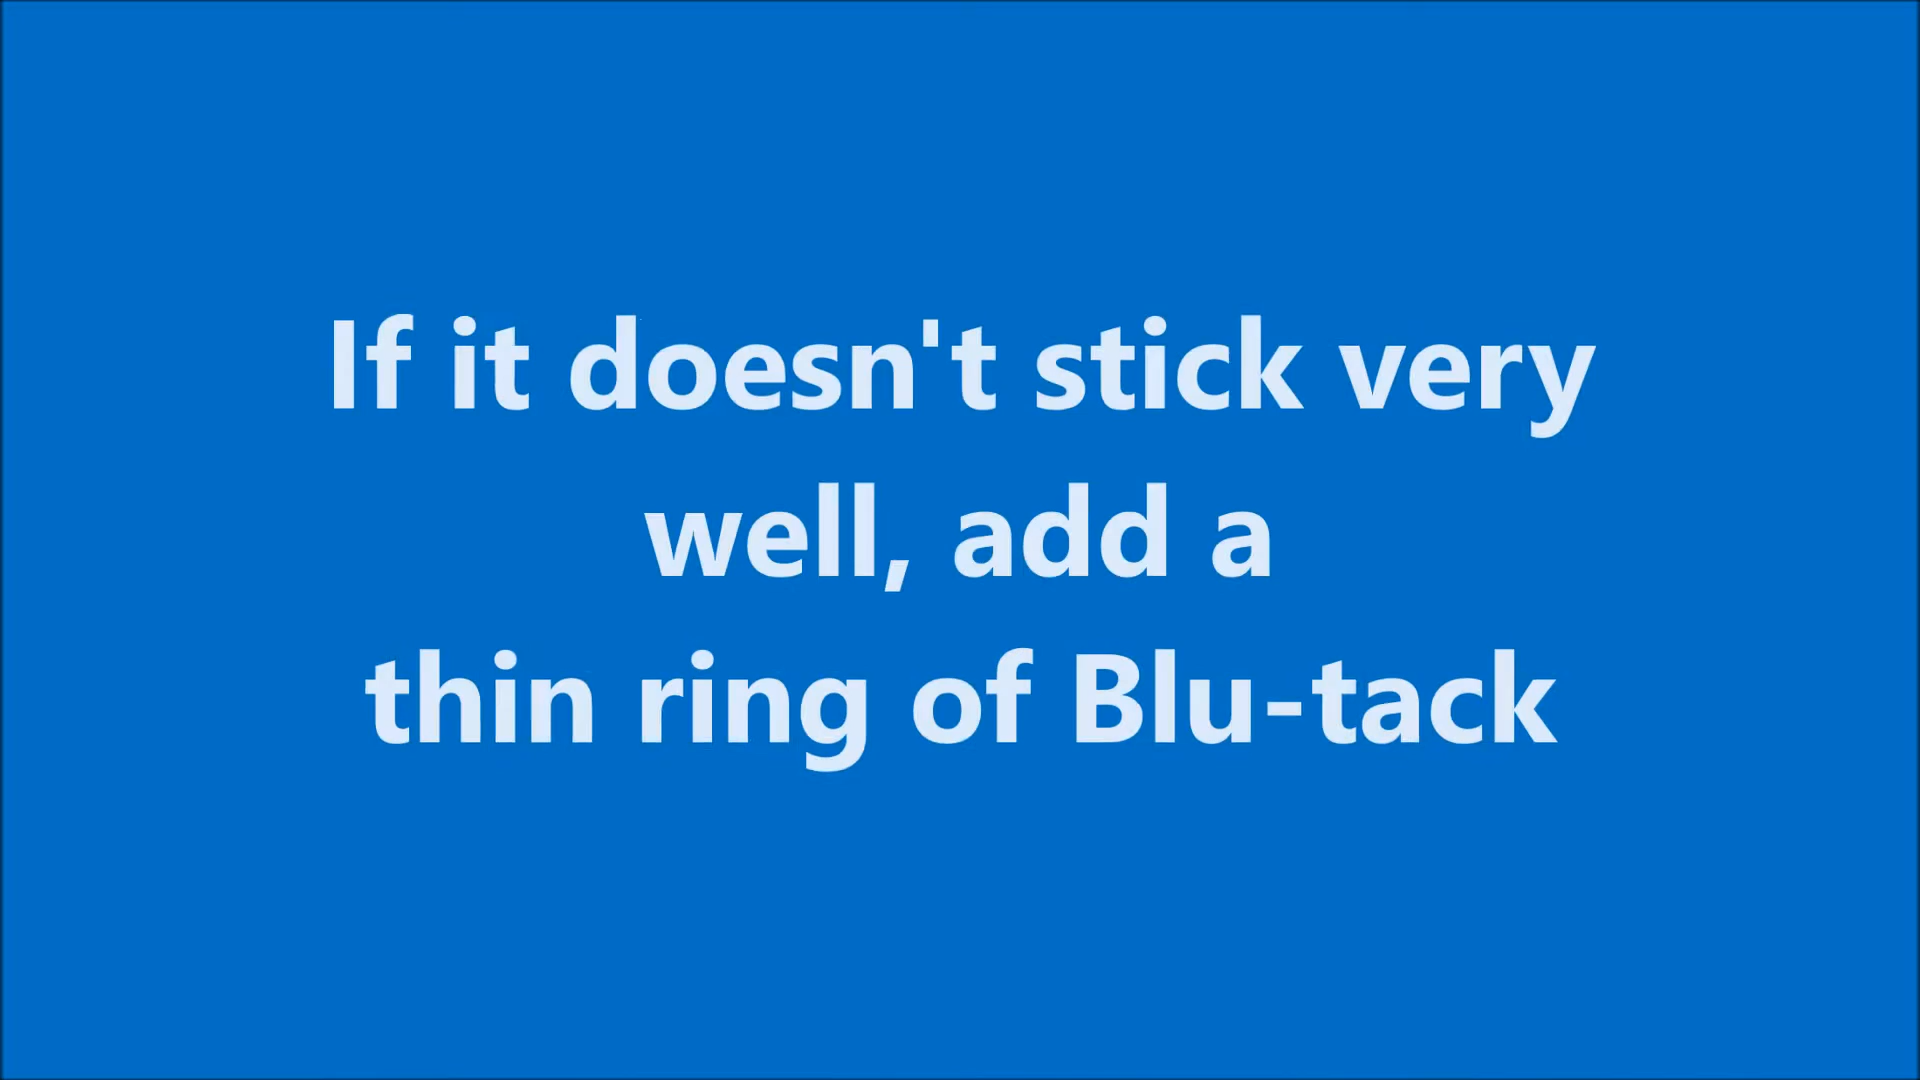 If it doesn't stick very
well, add a
thin ring of Blu-tack